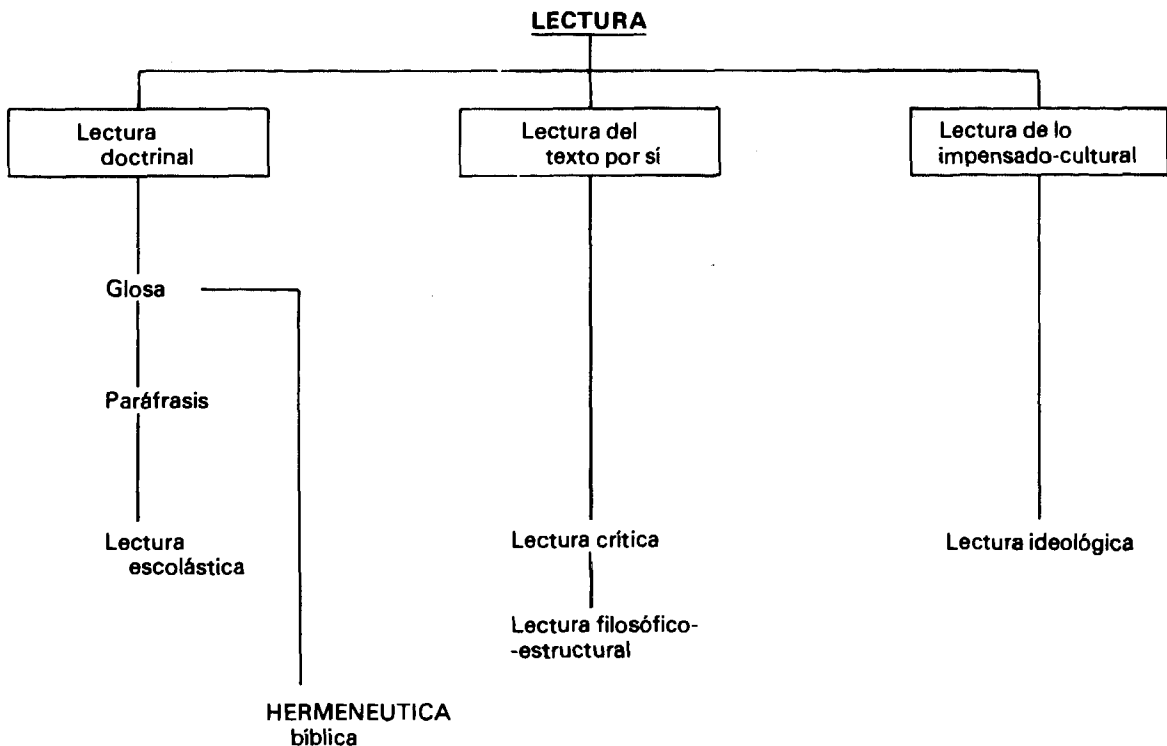 LECTURA
Lectura
doctrinal
Lectura del
texto por sí
Lectura de lo
impensado-cultural
Glosa
Paráfrasis
Lectura
escolástica
Lectura crítica
Lectura ideológica
Lectura filosófico-
-estructural
HERMENEUTICA
bíblica